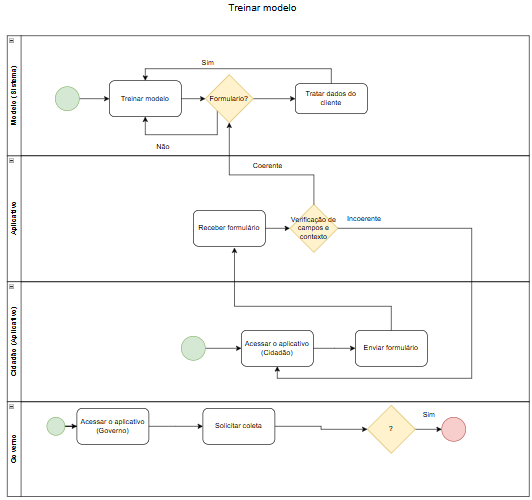 Treinar modelo
Modelo (Sistema)
Sim
Treinar modelo
Formulario?
Tratar dados do
cliente
Não
Coerente
Aplicativo
Receber formulário
Verificação de
campos e
contexto
Incoerente
Cidadão (Aplicativo)
Acessar o aplicativo
(Cidadão)
Enviar formulário
Governo
Acessar o aplicativo
(Governo)
Solicitar coleta
?
Sim